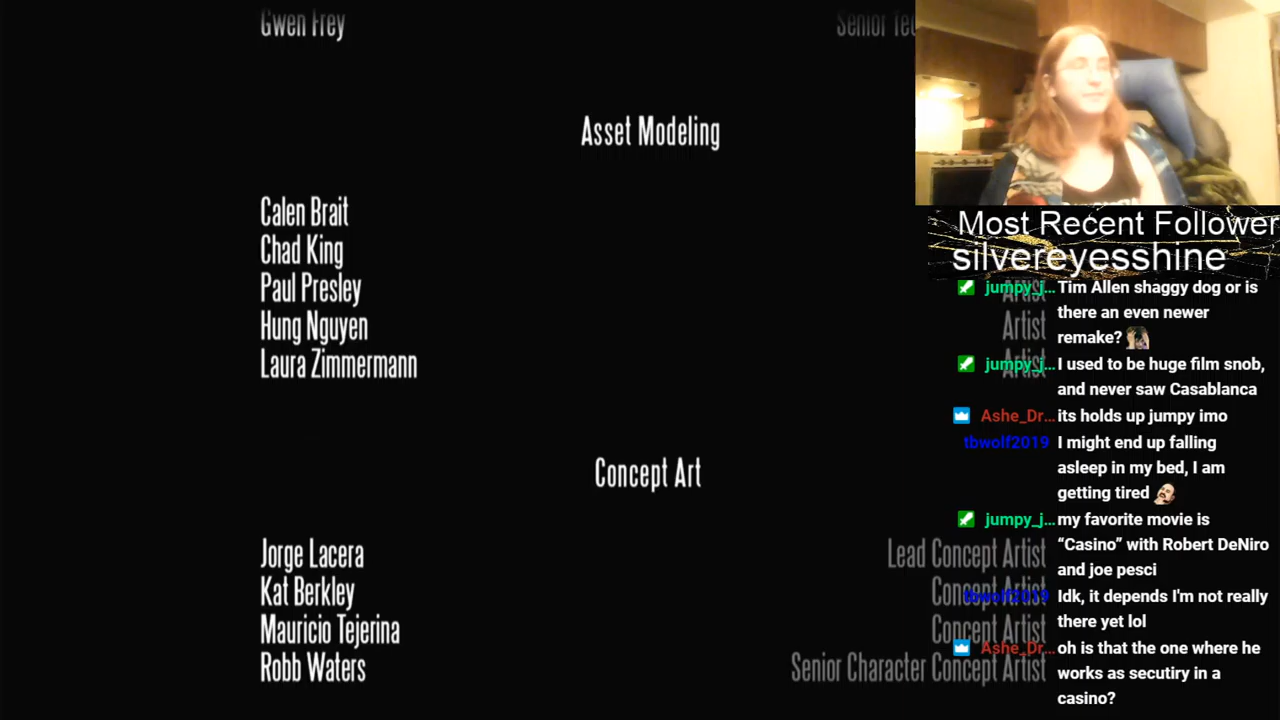 Gwen Frey
Senior Tec
Asset Modeling
Calen Brait
Chad King
Paul Presley
Artist
Hung Nguyen
Artist
Laura Zimmermann
Artist
Concept Art
Jorge Lacera
Lead Concept Artist
Kat Berkley
Concept Artist
Mauricio Tejerina
Concept Artist
Robb Waters
Senior Character Concept Artist
Most Recent Follower
silvereyesshine
jumpy_j… Tim Allen shaggy dog or is
there an even newer
remake?
jumpy_j… I used to be huge film snob,
and never saw Casablanca
Ashe_Dr… its holds up jumpy imo
tbwolf2019 I might end up falling
asleep in my bed, I am
getting tired
jumpy_j… my favorite movie is
“Casino” with Robert DeNiro
and joe pesci
tbwolf2019 Idk, it depends I'm not really
there yet lol
Ashe_Dr… oh is that the one where he
works as secutiry in a
casino?